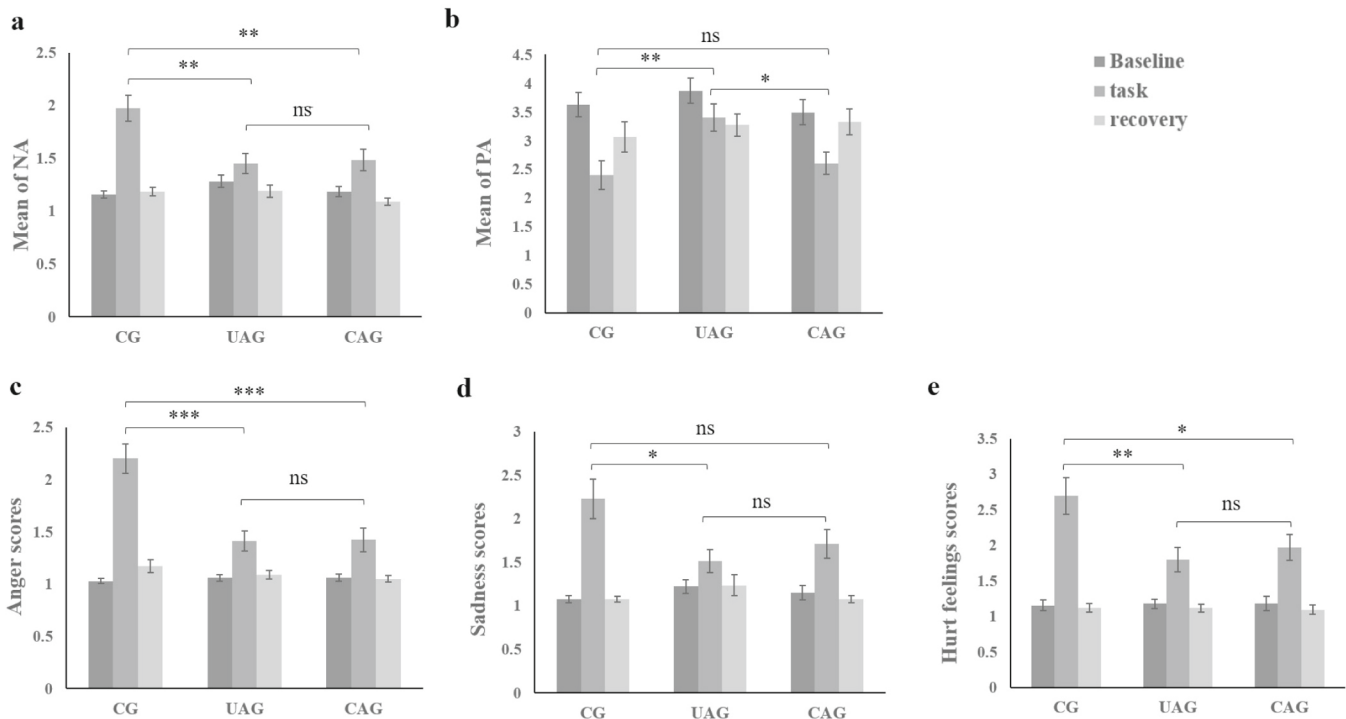 a
**
**
ns
Mean of NA
2.5
2
1.5
1
0.5
0
CG UAG CAG
b
ns
**
*
Mean of PA
4.5
4
3.5
3
2.5
2
1.5
1
0.5
0
CG UAG CAG
Baseline
task
recovery
c
***
***
ns
Anger scores
2.5
2
1.5
1
0.5
0
CG UAG CAG
d
ns
*
ns
Sadness scores
3
2.5
2
1.5
1
0.5
0
CG UAG CAG
e
*
**
ns
Hurt feelings scores
3.5
3
2.5
2
1.5
1
0.5
0
CG UAG CAG